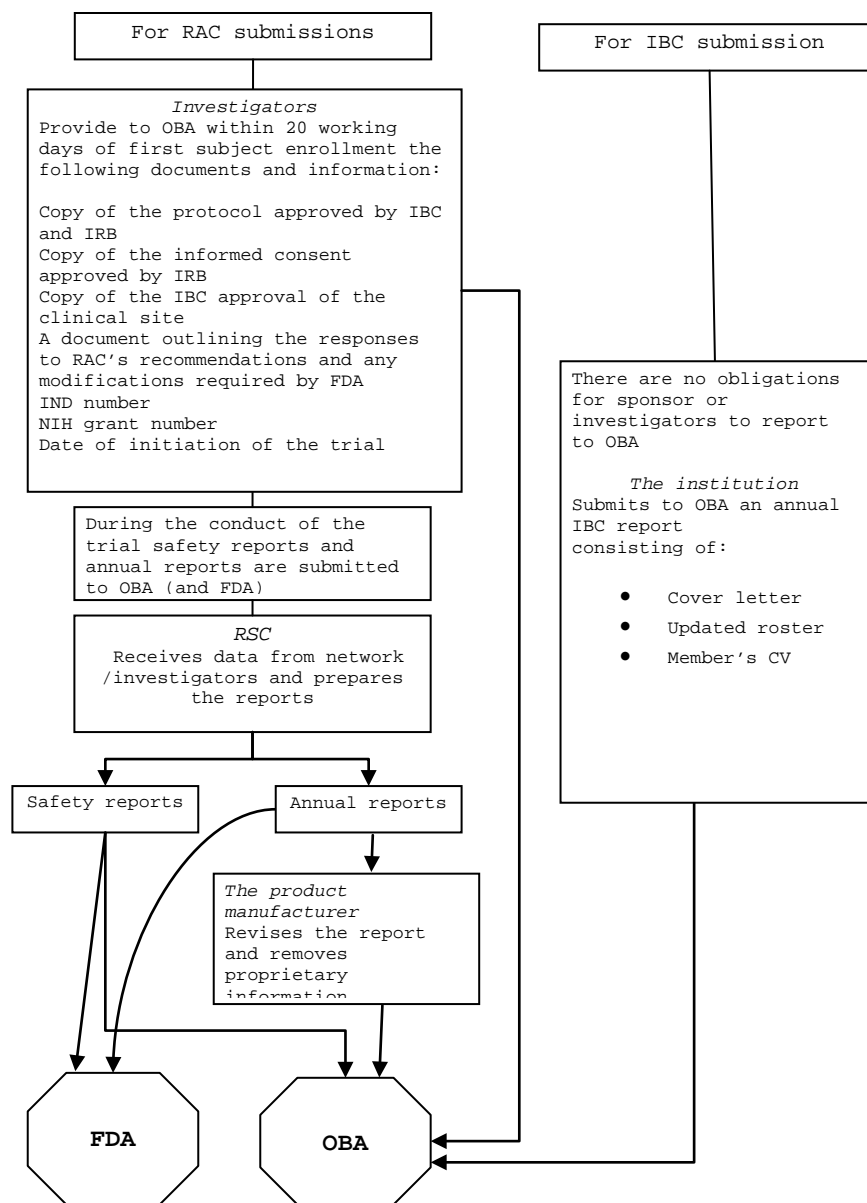 For RAC submissions
For IBC submission
Investigators
Provide to OBA within 20 working
days of first subject enrollment the
following documents and information:
Copy of the protocol approved by IBC
and IRB
Copy of the informed consent
approved by IRB
Copy of the IBC approval of the
clinical site
A document outlining the responses
to RAC's recommendations and any
modifications required by FDA
IND number
NIH grant number
Date of initiation of the trial
There are no obligations
for sponsor or
investigators to report
to OBA
The institution
Submits to OBA an annual
IBC report
consisting of:
● Cover letter
● Updated roster
● Member's CV
During the conduct of the
trial safety reports and
annual reports are submitted
to OBA (and FDA)
RSC
Receives data from network
/investigators and prepares
the reports
Safety reports
Annual reports
The product
manufacturer
Revises the report
and removes
proprietary
information
FDA
OBA